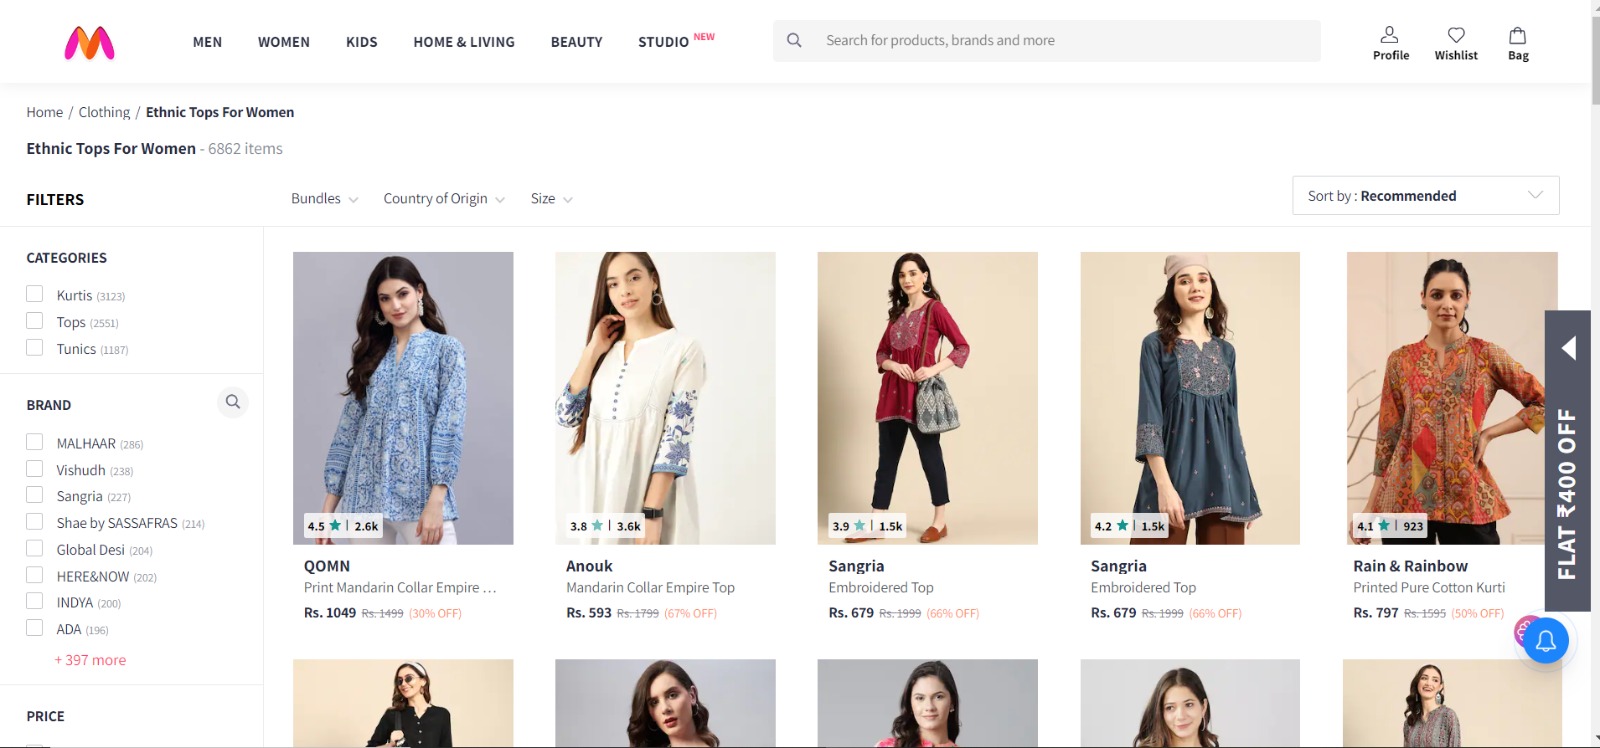 MEN WOMEN KIDS HOME & LIVING BEAUTY STUDIO NEW
Search for products, brands and more
Profile Wishlist Bag
Home / Clothing / Ethnic Tops For Women
Ethnic Tops For Women - 6862 items
FILTERS
Bundles Country of Origin Size
Sort by : Recommended
CATEGORIES
Kurtis (3123)
Tops (2551)
Tunics (1187)
BRAND
MALHAAR (286)
Vishudh (238)
Sangria (227)
Shae by SASSAFRAS (214)
Global Desi (204)
HERE&NOW (202)
INDYA (200)
ADA (196)
+ 397 more
PRICE
4.5 ★ | 2.6k
QOMN
Print Mandarin Collar Empire ...
Rs. 1049 Rs. 1499 (30% OFF)
3.8 ★ | 3.6k
Anouk
Mandarin Collar Empire Top
Rs. 593 Rs. 1799 (67% OFF)
3.9 ★ | 1.5k
Sangria
Embroidered Top
Rs. 679 Rs. 1999 (66% OFF)
4.2 ★ | 1.5k
Sangria
Embroidered Top
Rs. 679 Rs. 1999 (66% OFF)
4.1 ★ | 923
Rain & Rainbow
Printed Pure Cotton Kurti
Rs. 797 Rs. 1595 (50% OFF)
FLAT ₹400 OFF